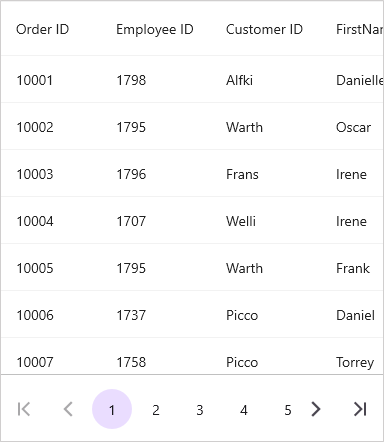 Order ID Employee ID Customer ID FirstNa
10001 1798 Alfki Danielle
10002 1795 Warth Oscar
10003 1796 Frans Irene
10004 1707 Welli Irene
10005 1795 Warth Frank
10006 1737 Picco Daniel
10007 1758 Picco Torrey
1 2 3 4 5